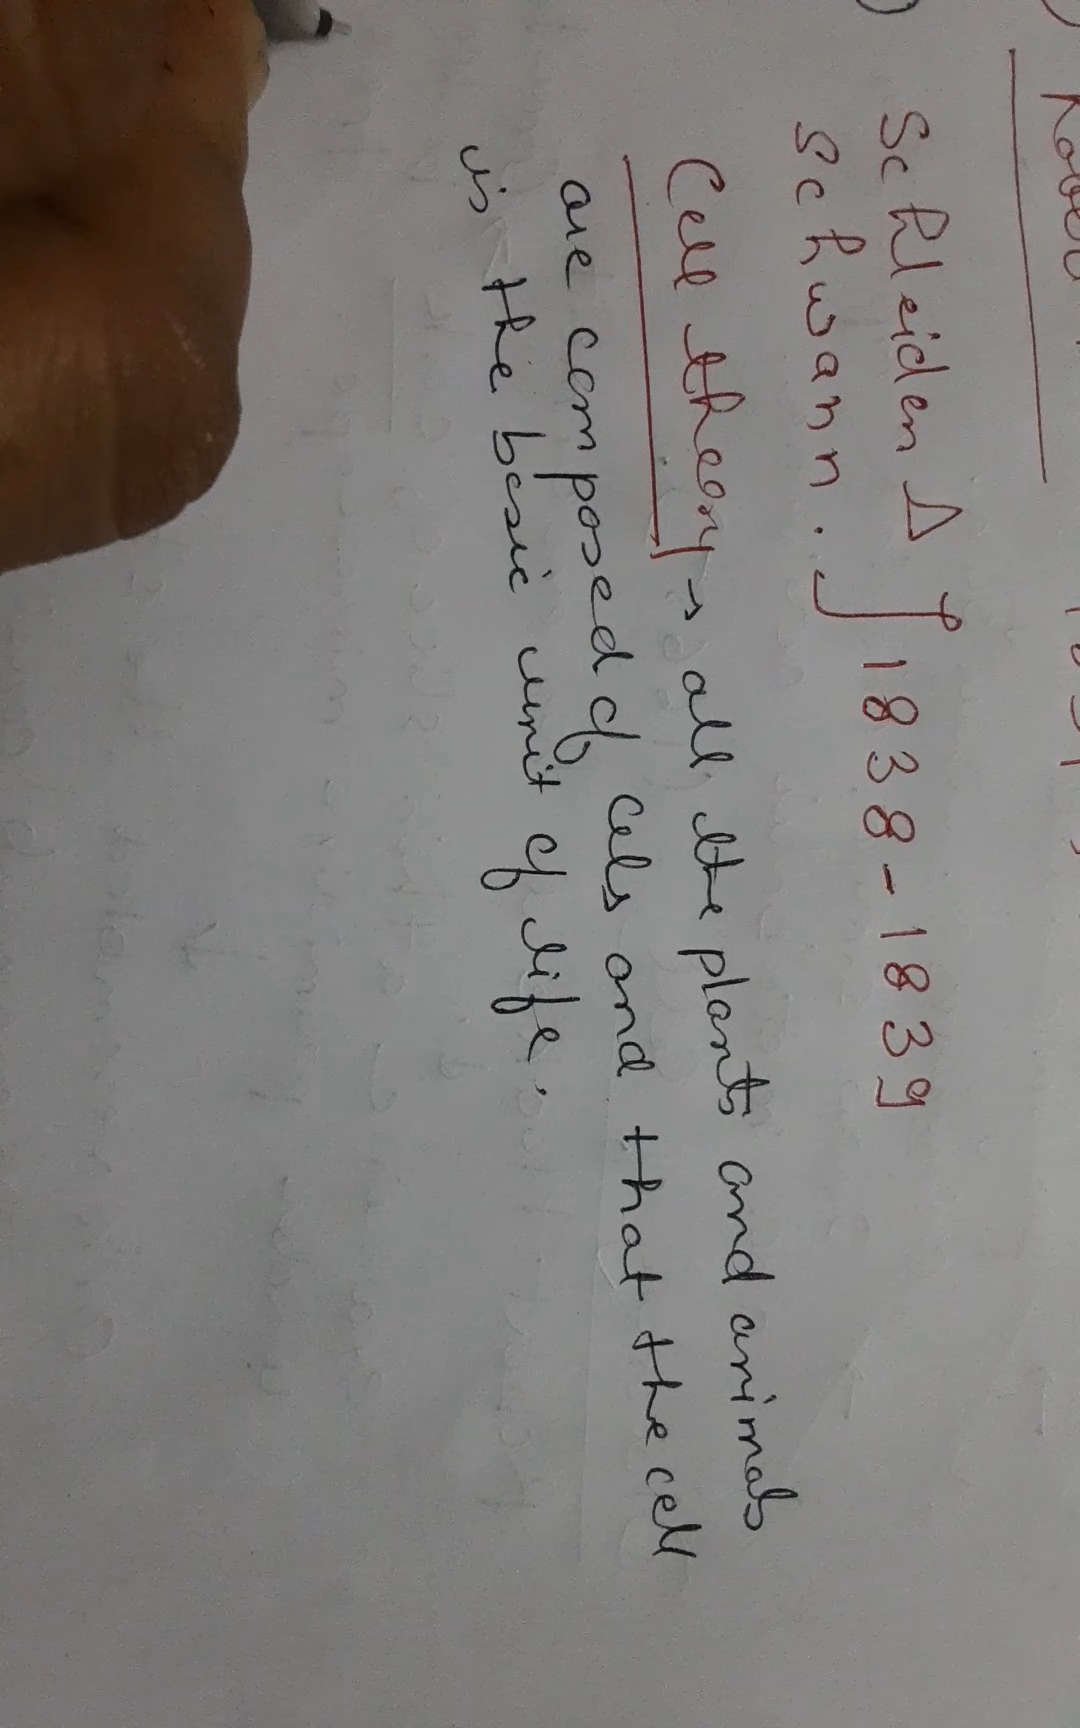 Schleiden &
Schwann. } 1838-1839
Cell theory → all the plants and animals
are composed of cells and that the cell
is the basic unit of life.